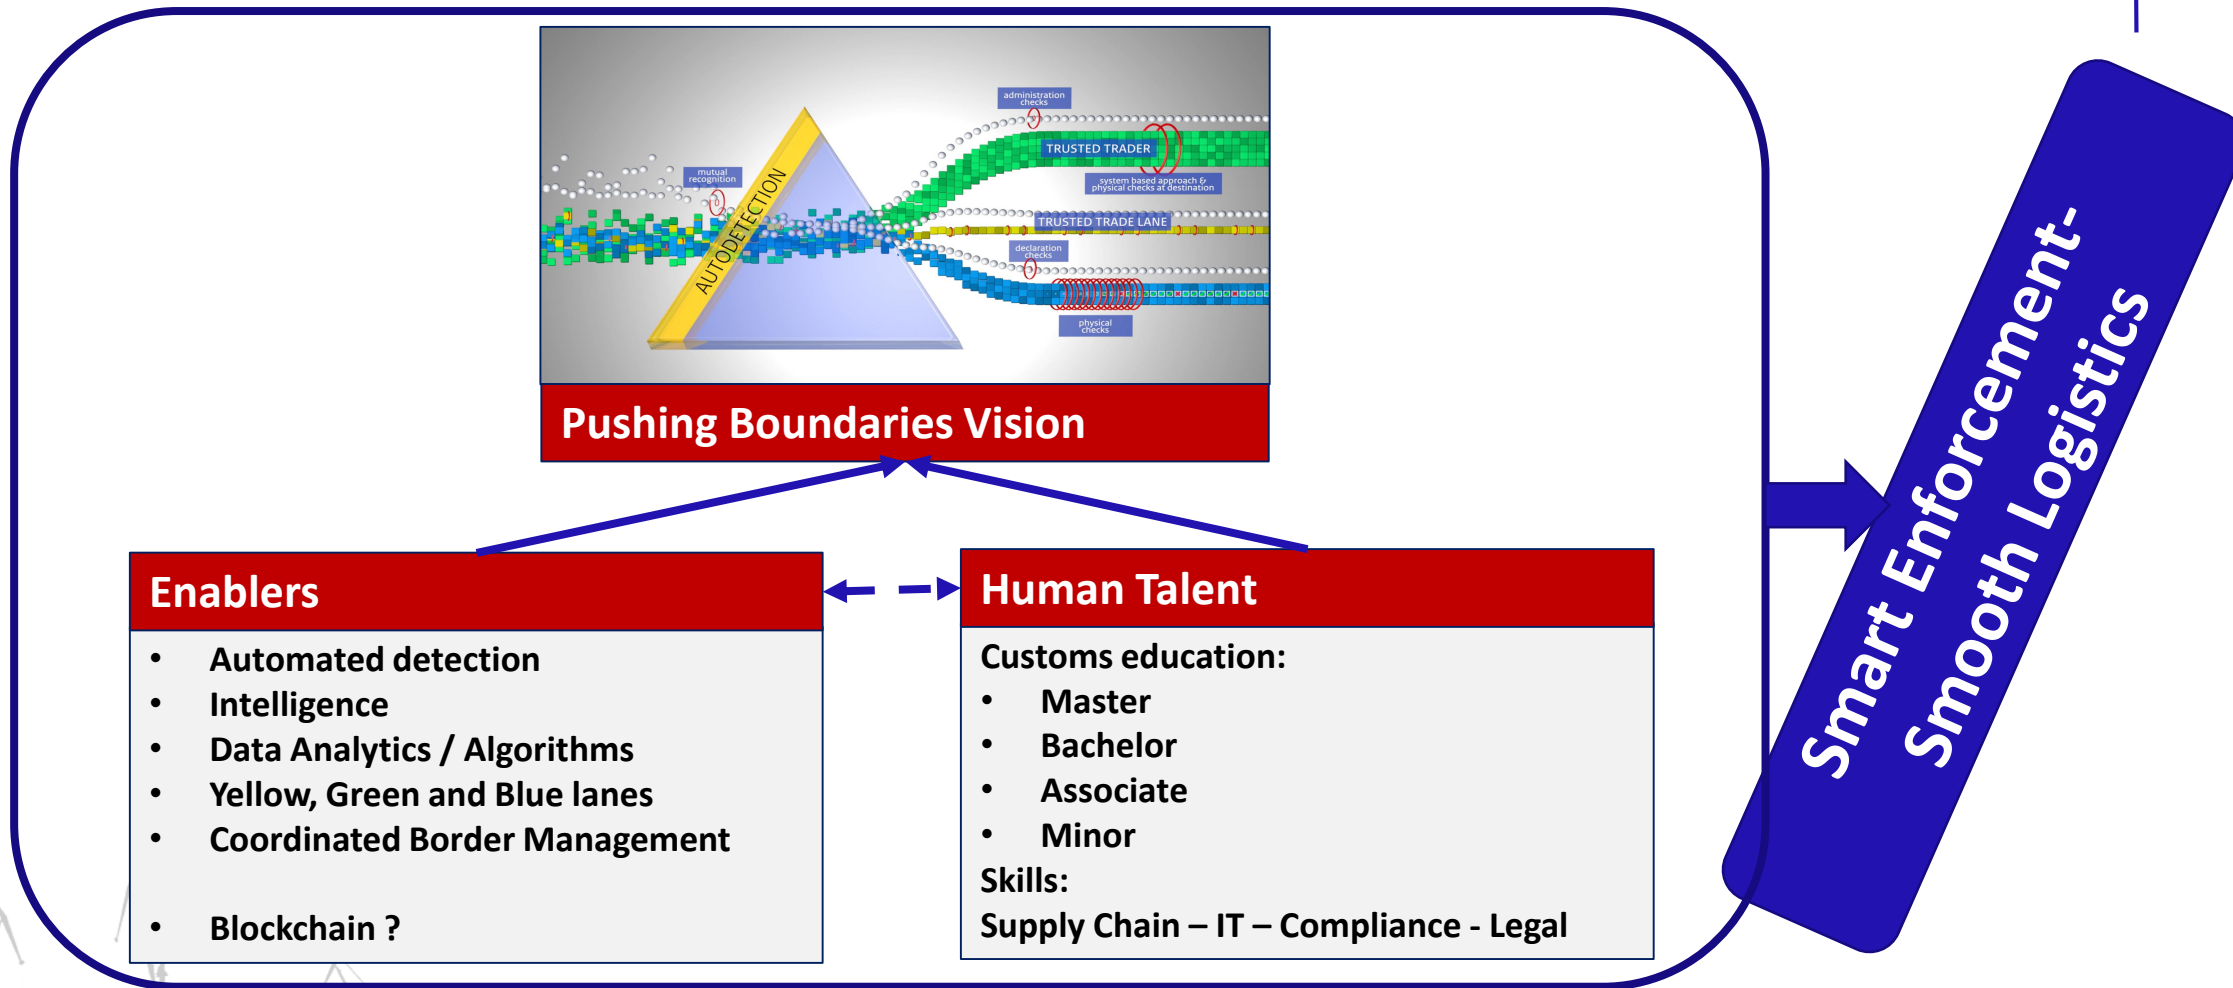 administration
checks
TRUSTED TRADER
mutual
recognition
system based approach &
physical checks at destination
AUTODETECTION
TRUSTED TRADE LANE
declaration
checks
physical
checks
Pushing Boundaries Vision
Enablers
• Automated detection
• Intelligence
• Data Analytics / Algorithms
• Yellow, Green and Blue lanes
• Coordinated Border Management
• Blockchain ?
Human Talent
Customs education:
• Master
• Bachelor
• Associate
• Minor
Skills:
Supply Chain – IT – Compliance - Legal
Smart Enforcement-
Smooth Logistics